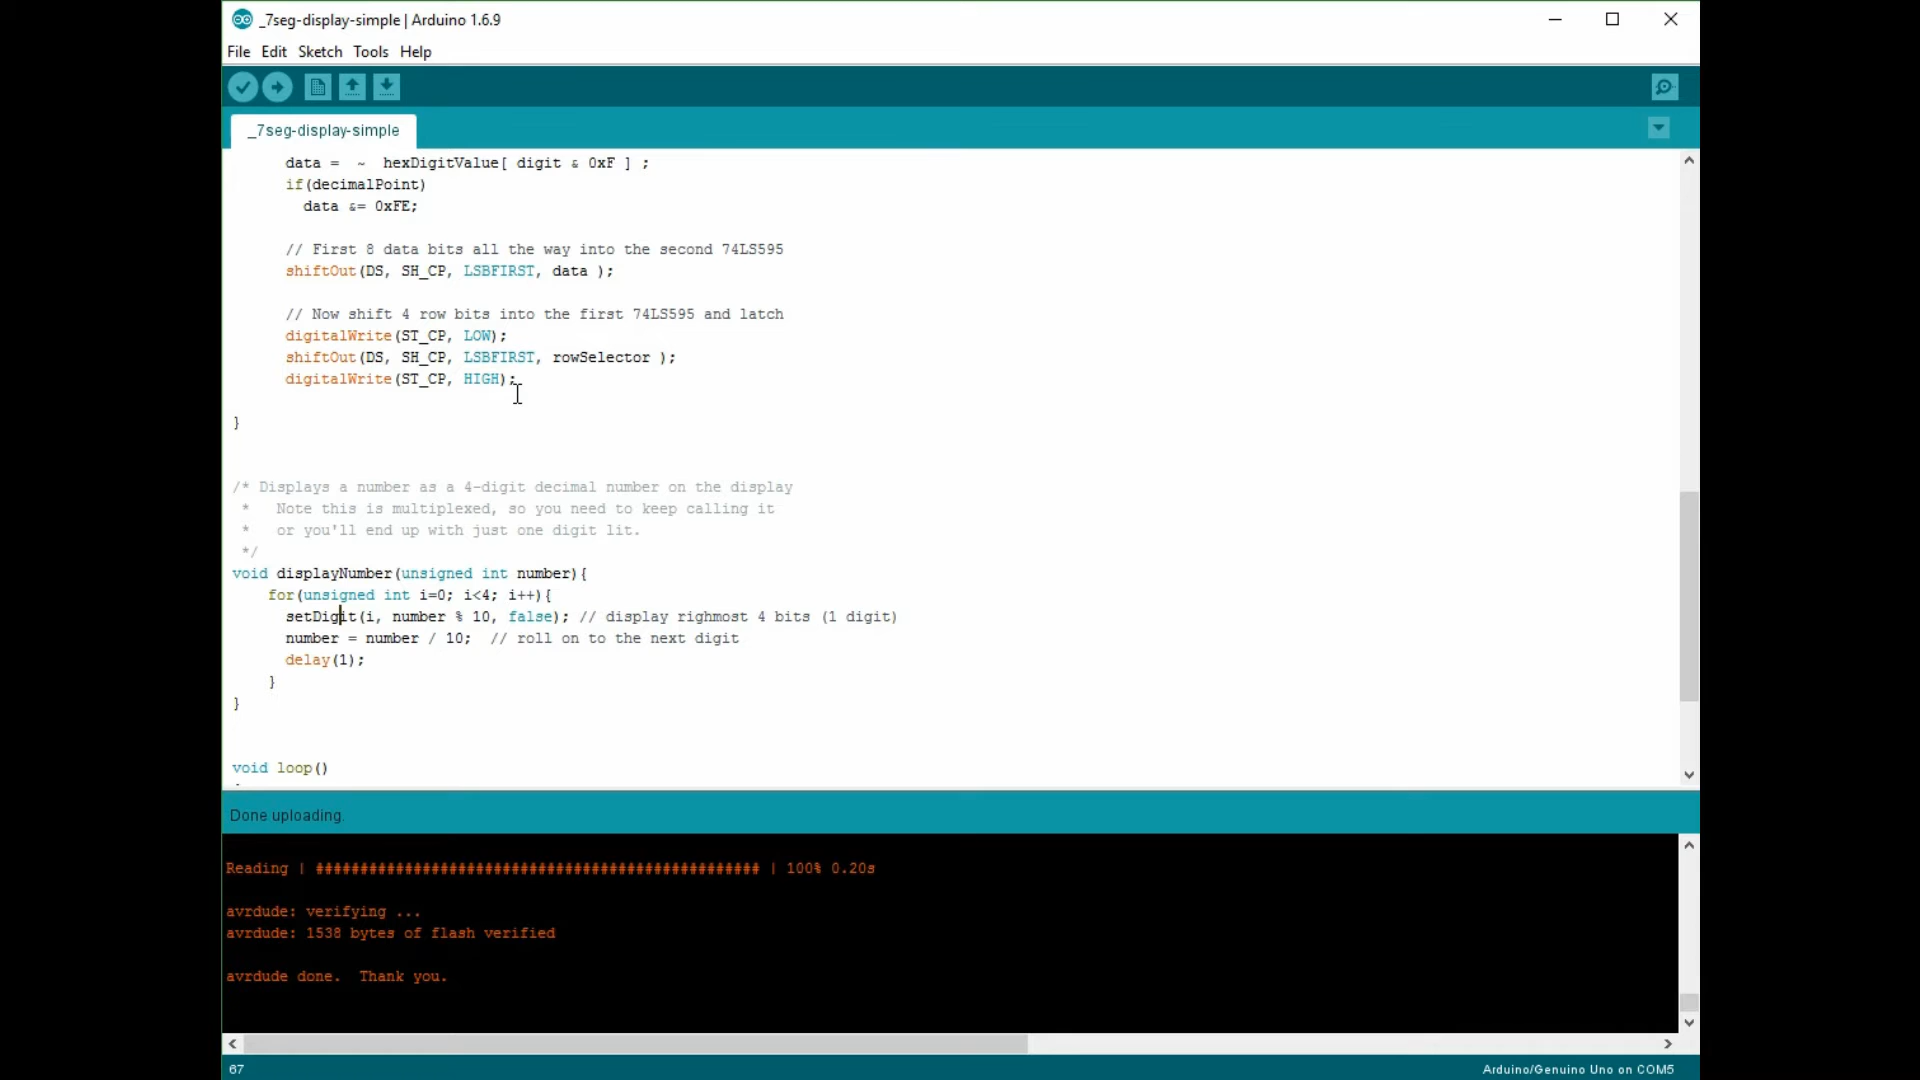 _7seg-display-simple | Arduino 1.6.9
File Edit Sketch Tools Help
_7seg-display-simple
data =  ~  hexDigitValue[ digit & 0xF ] ;
if(decimalPoint)
data &= 0xFE;
// First 8 data bits all the way into the second 74LS595
shiftOut(DS, SH_CP, LSBFIRST, data );
// Now shift 4 row bits into the first 74LS595 and latch
digitalWrite(ST_CP, LOW);
shiftOut(DS, SH_CP, LSBFIRST, rowSelector );
digitalWrite(ST_CP, HIGH);
}
/* Displays a number as a 4-digit decimal number on the display
*   Note this is multiplexed, so you need to keep calling it
*   or you'll end up with just one digit lit.
*/
void displayNumber(unsigned int number){
for(unsigned int i=0; i<4; i++){
setDigit(i, number % 10, false); // display righmost 4 bits (1 digit)
number = number / 10;  // roll on to the next digit
delay(1);
}
}
void loop()
Done uploading.
Reading | ################################################## | 100% 0.20s
avrdude: verifying ...
avrdude: 1538 bytes of flash verified
avrdude done.  Thank you.
67
Arduino/Genuino Uno on COM5